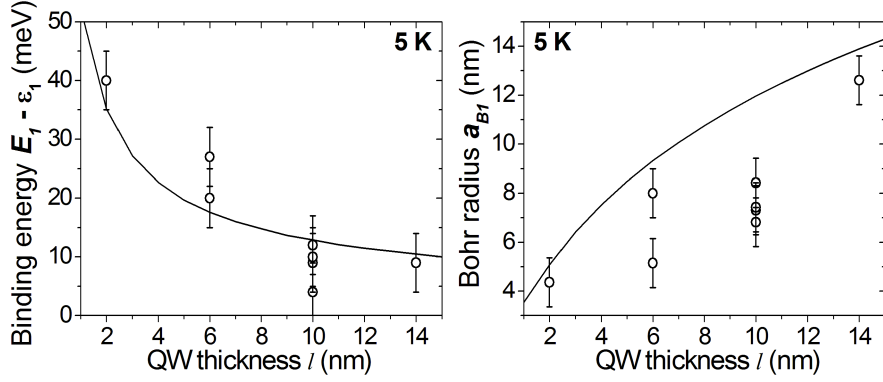 Binding energy E₁ - ε₁ (meV)
50
40
30
20
10
0
5 K
2 4 6 8 10 12 14
QW thickness l (nm)
Bohr radius a_B1 (nm)
14
12
10
8
6
4
5 K
2 4 6 8 10 12 14
QW thickness l (nm)